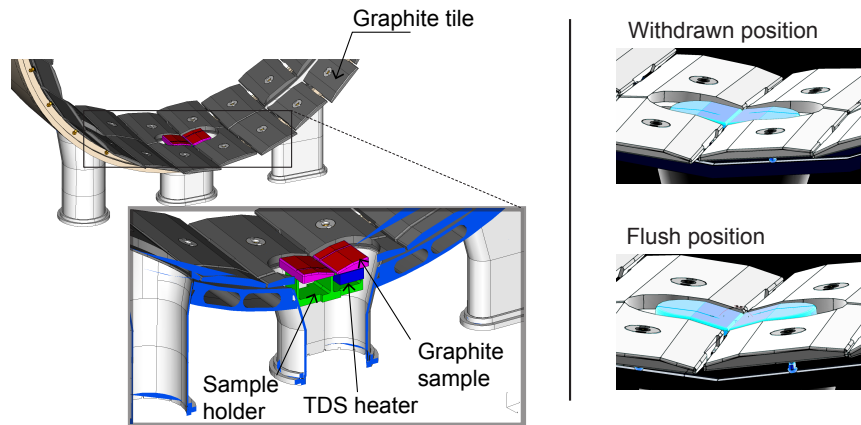 Graphite tile
Sample
holder
TDS heater
Graphite
sample
Withdrawn position
Flush position